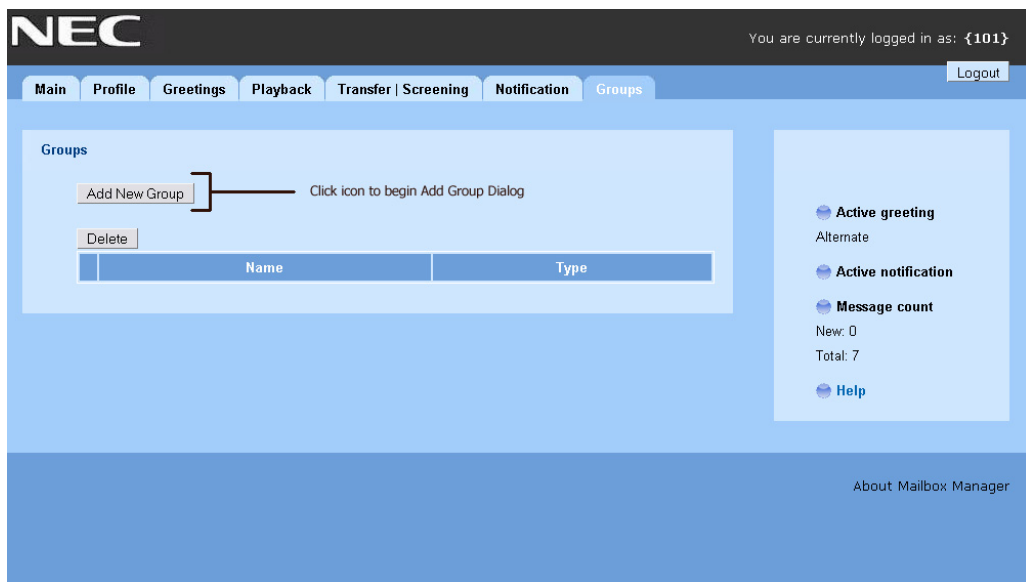 NEC
You are currently logged in as: {101}
Logout
Main Profile Greetings Playback Transfer | Screening Notification Groups
Groups
Add New Group Click icon to begin Add Group Dialog
Delete
Name Type
Active greeting
Alternate
Active notification
Message count
New: 0
Total: 7
Help
About Mailbox Manager